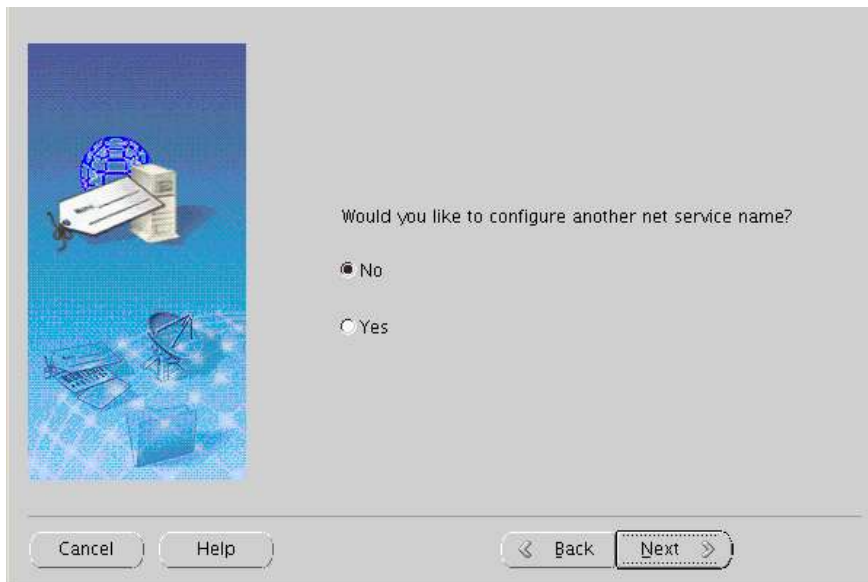 Would you like to configure another net service name?
No
Yes
Cancel
Help
Back
Next